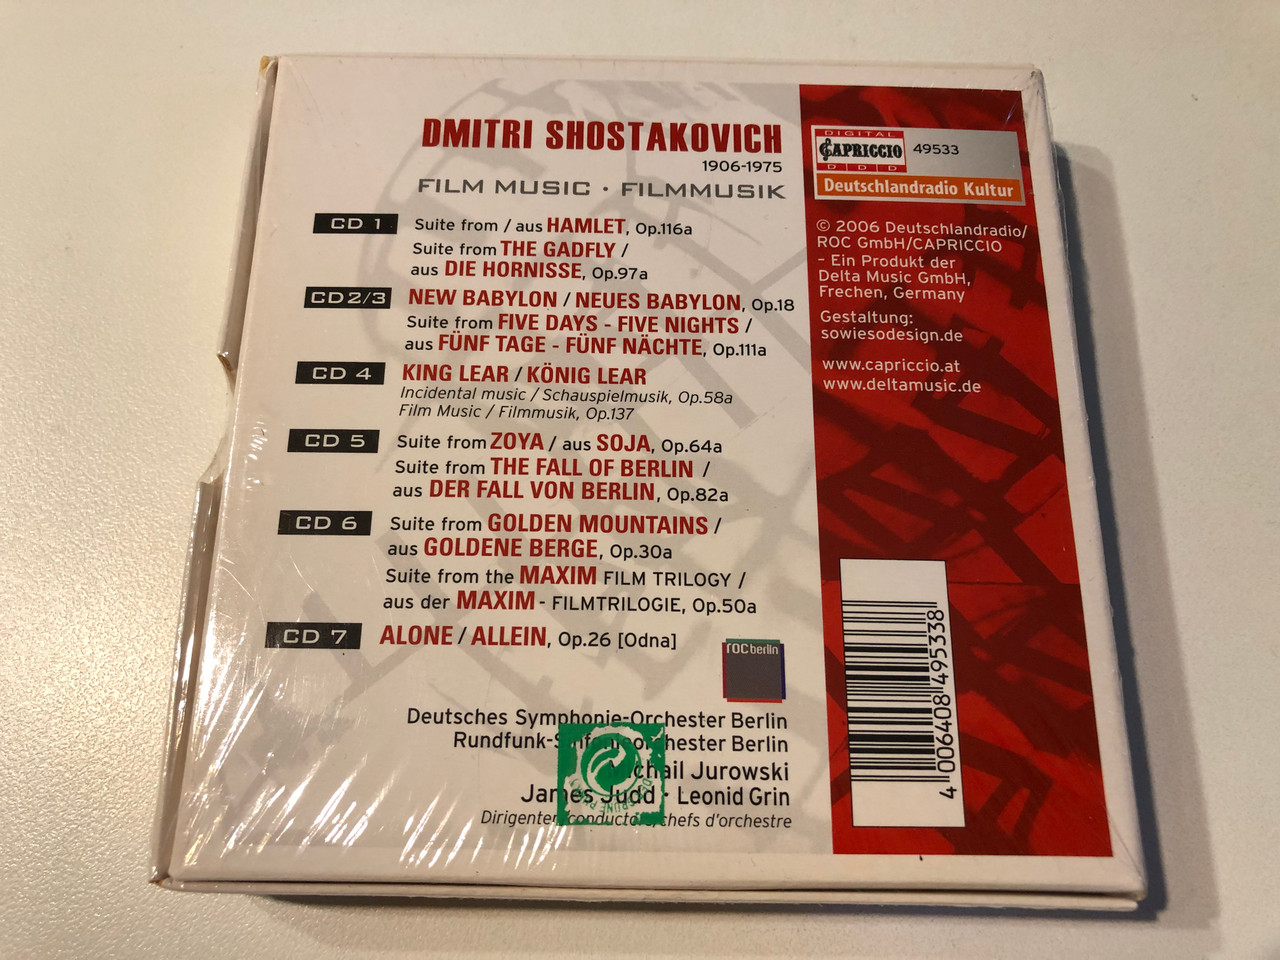 DMITRI SHOSTAKOVICH
1906-1975
FILM MUSIC · FILMMUSIK
CD 1 Suite from / aus HAMLET, Op.116a
Suite from THE GADFLY /
aus DIE HORNISSE, Op.97a
CD2/3 NEW BABYLON / NEUES BABYLON, Op.18
Suite from FIVE DAYS - FIVE NIGHTS /
aus FÜNF TAGE - FÜNF NÄCHTE, Op.111a
CD 4 KING LEAR / KÖNIG LEAR
Incidental music / Schauspielmusik, Op.58a
Film Music / Filmmusik, Op.137
CD 5 Suite from ZOYA / aus SOJA, Op.64a
Suite from THE FALL OF BERLIN /
aus DER FALL VON BERLIN, Op.82a
CD 6 Suite from GOLDEN MOUNTAINS /
aus GOLDENE BERGE, Op.30a
Suite from the MAXIM FILM TRILOGY /
aus der MAXIM - FILMTRILOGIE, Op.50a
CD 7 ALONE / ALLEIN, Op.26 [Odna]
roc berlin
Deutsches Symphonie-Orchester Berlin
Rundfunk-Sinfonieorchester Berlin
Michail Jurowski
James Judd · Leonid Grin
Dirigenten/conductors/chefs d'orchestre
DIGITAL
CAPRICCIO
DDD
49533
Deutschlandradio Kultur
© 2006 Deutschlandradio/
ROC GmbH/CAPRICCIO
- Ein Produkt der
Delta Music GmbH,
Frechen, Germany
Gestaltung:
sowiesodesign.de
www.capriccio.at
www.deltamusic.de
4 006408 495338